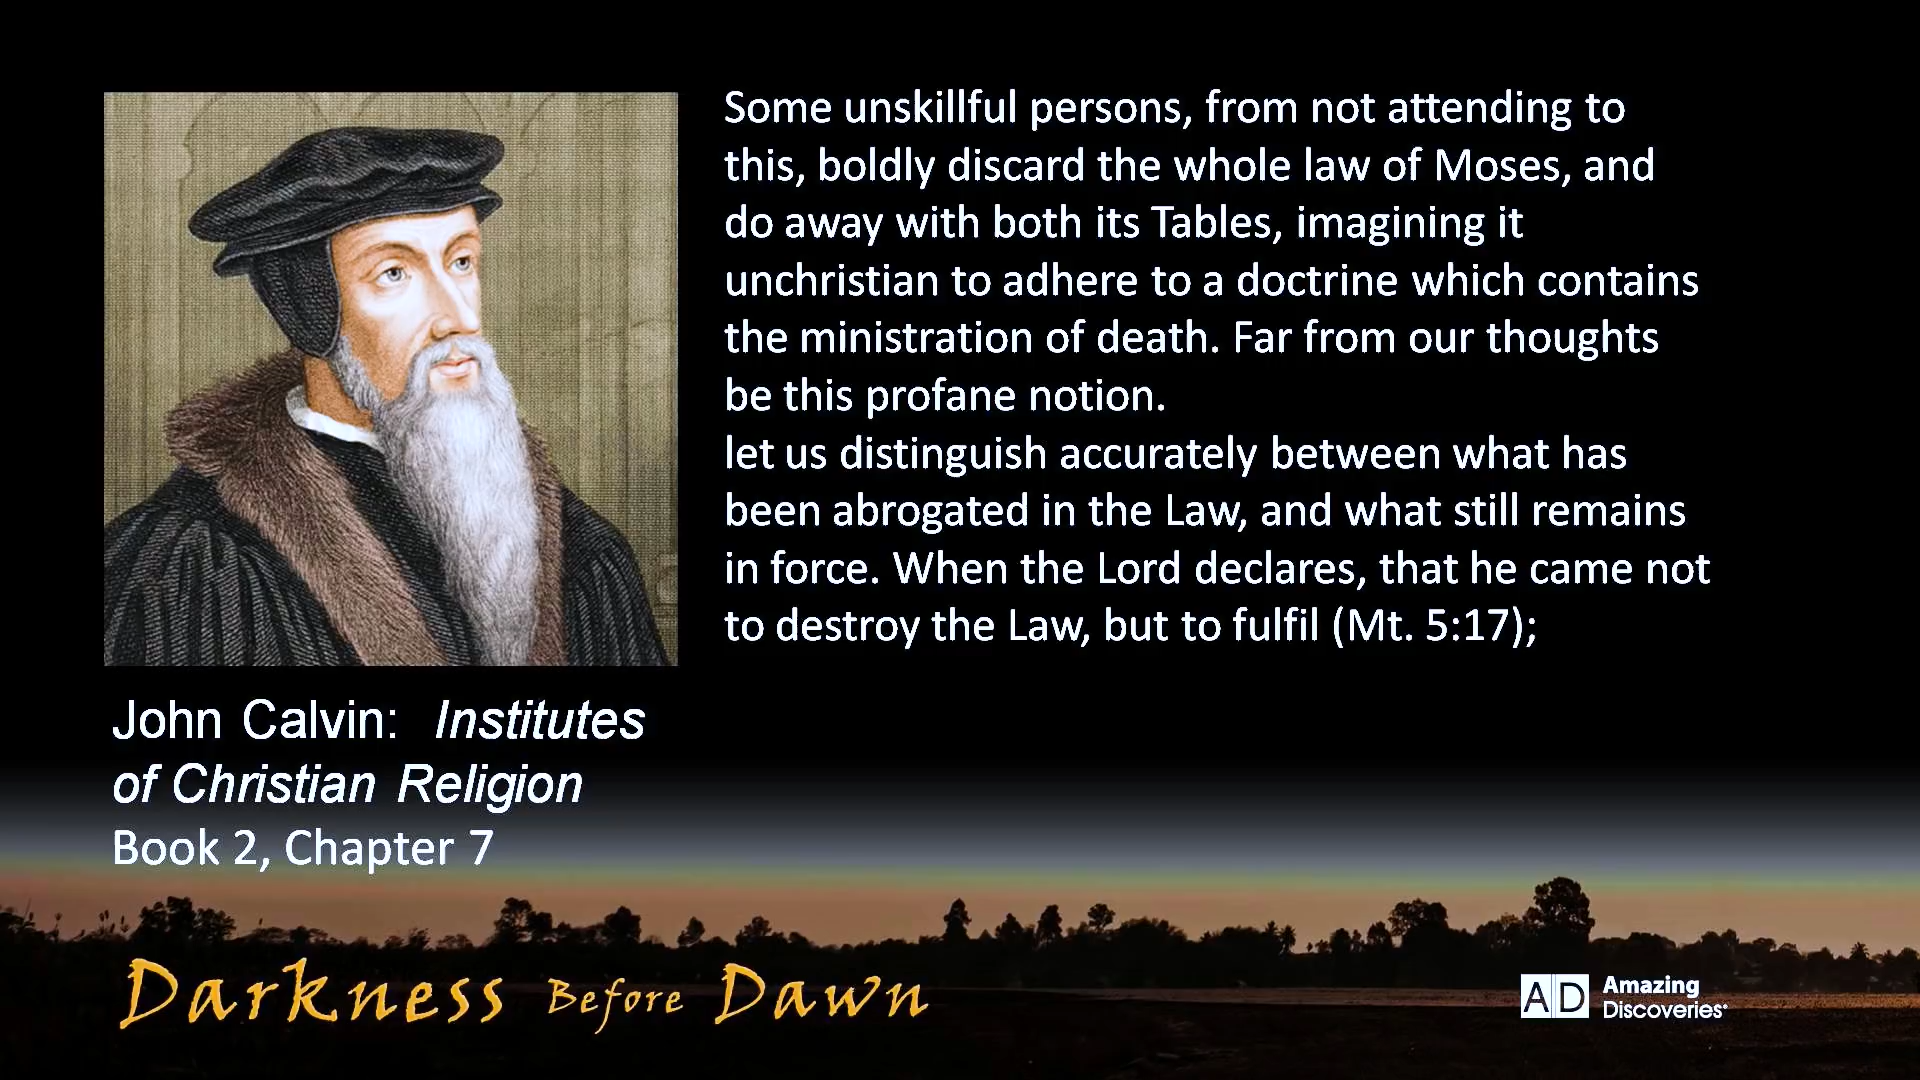 Some unskillful persons, from not attending to
this, boldly discard the whole law of Moses, and
do away with both its Tables, imagining it
unchristian to adhere to a doctrine which contains
the ministration of death. Far from our thoughts
be this profane notion.
let us distinguish accurately between what has
been abrogated in the Law, and what still remains
in force. When the Lord declares, that he came not
to destroy the Law, but to fulfil (Mt. 5:17);
John Calvin: Institutes
of Christian Religion
Book 2, Chapter 7
Darkness Before Dawn
AD Amazing
Discoveries